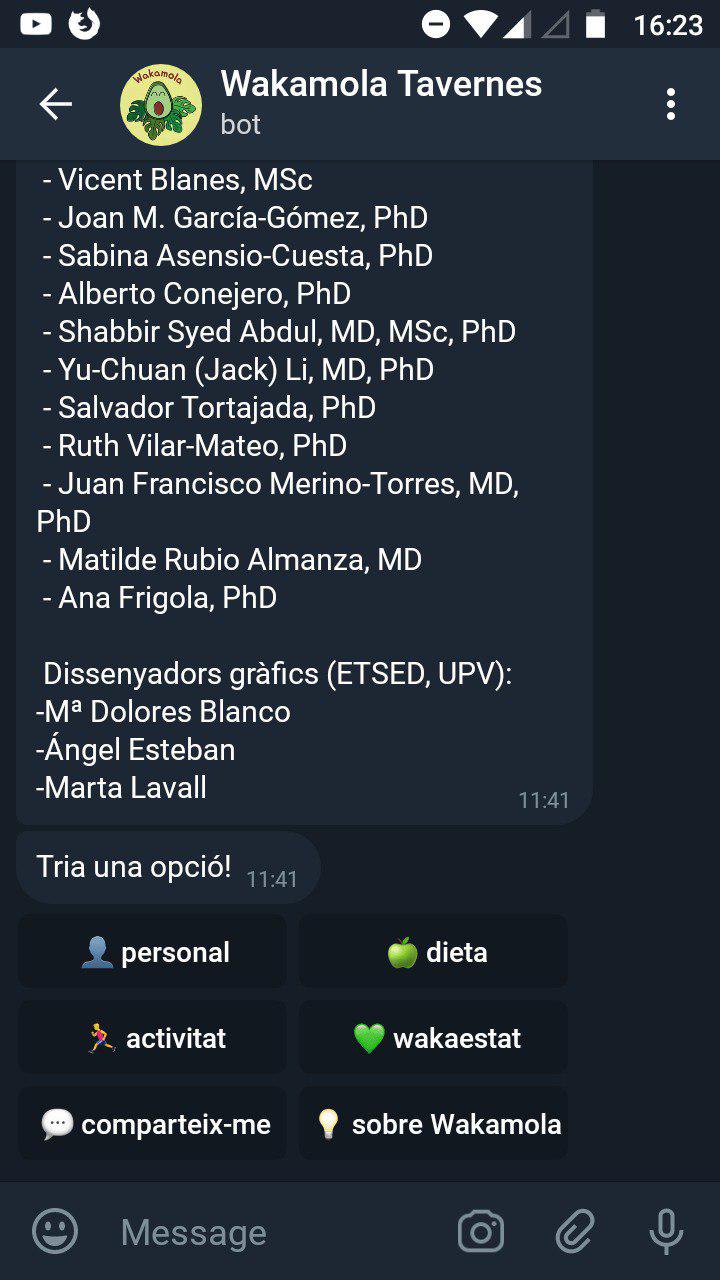 16:23
Wakamola
Wakamola Tavernes
bot
- Vicent Blanes, MSc
- Joan M. García-Gómez, PhD
- Sabina Asensio-Cuesta, PhD
- Alberto Conejero, PhD
- Shabbir Syed Abdul, MD, MSc, PhD
- Yu-Chuan (Jack) Li, MD, PhD
- Salvador Tortajada, PhD
- Ruth Vilar-Mateo, PhD
- Juan Francisco Merino-Torres, MD,
PhD
- Matilde Rubio Almanza, MD
- Ana Frigola, PhD
Dissenyadors gràfics (ETSED, UPV):
-Mª Dolores Blanco
-Ángel Esteban
-Marta Lavall
11:41
Tria una opció! 11:41
personal
dieta
activitat
wakaestat
comparteix-me
sobre Wakamola
Message